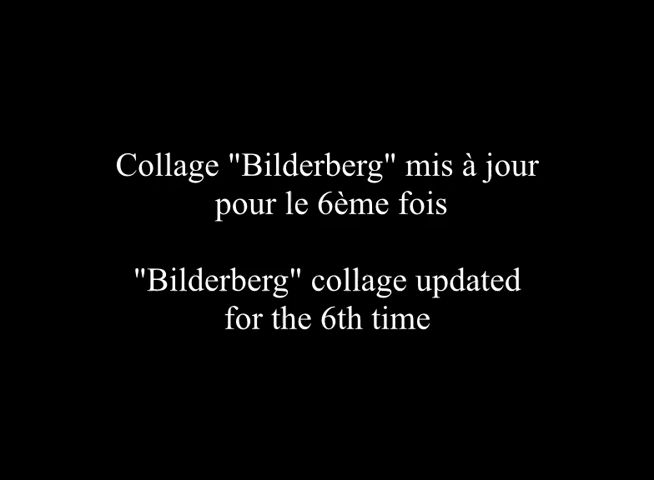 Collage "Bilderberg" mis à jour
pour le 6ème fois
"Bilderberg" collage updated
for the 6th time